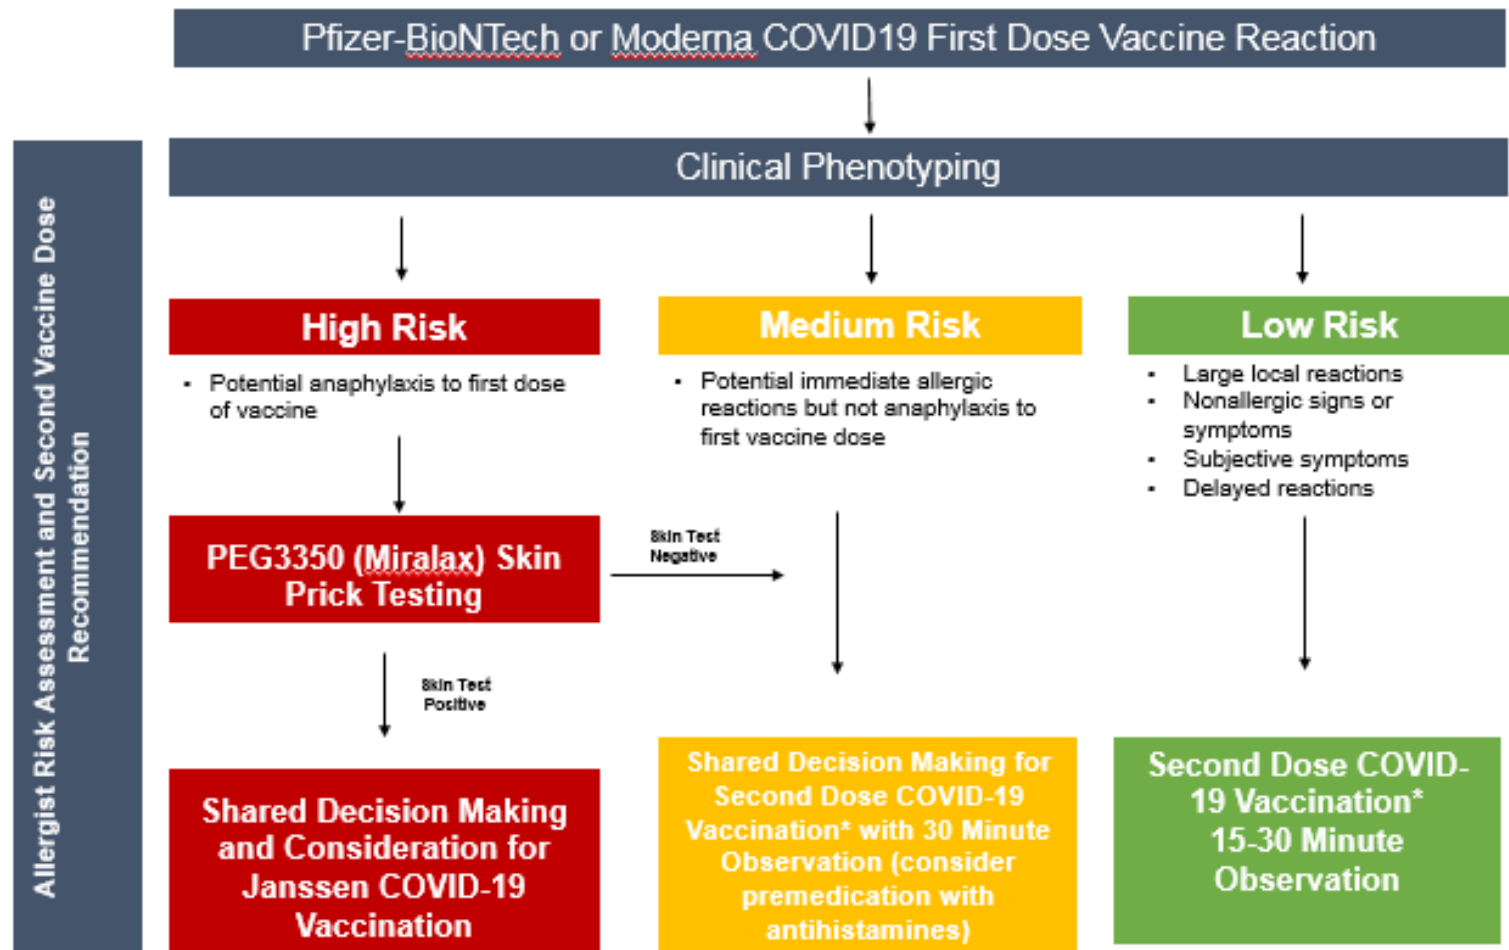 Pfizer-BioNTech or Moderna COVID19 First Dose Vaccine Reaction
Allergist Risk Assessment and Second Vaccine Dose
Recommendation
Clinical Phenotyping
High Risk
▪ Potential anaphylaxis to first dose
of vaccine
PEG3350 (Miralax) Skin
Prick Testing
Skin Test
Negative
Skin Test
Positive
Shared Decision Making
and Consideration for
Janssen COVID-19
Vaccination
Medium Risk
▪ Potential immediate allergic
reactions but not anaphylaxis to
first vaccine dose
Shared Decision Making for
Second Dose COVID-19
Vaccination* with 30 Minute
Observation (consider
premedication with
antihistamines)
Low Risk
▪ Large local reactions
▪ Nonallergic signs or
symptoms
▪ Subjective symptoms
▪ Delayed reactions
Second Dose COVID-
19 Vaccination*
15-30 Minute
Observation